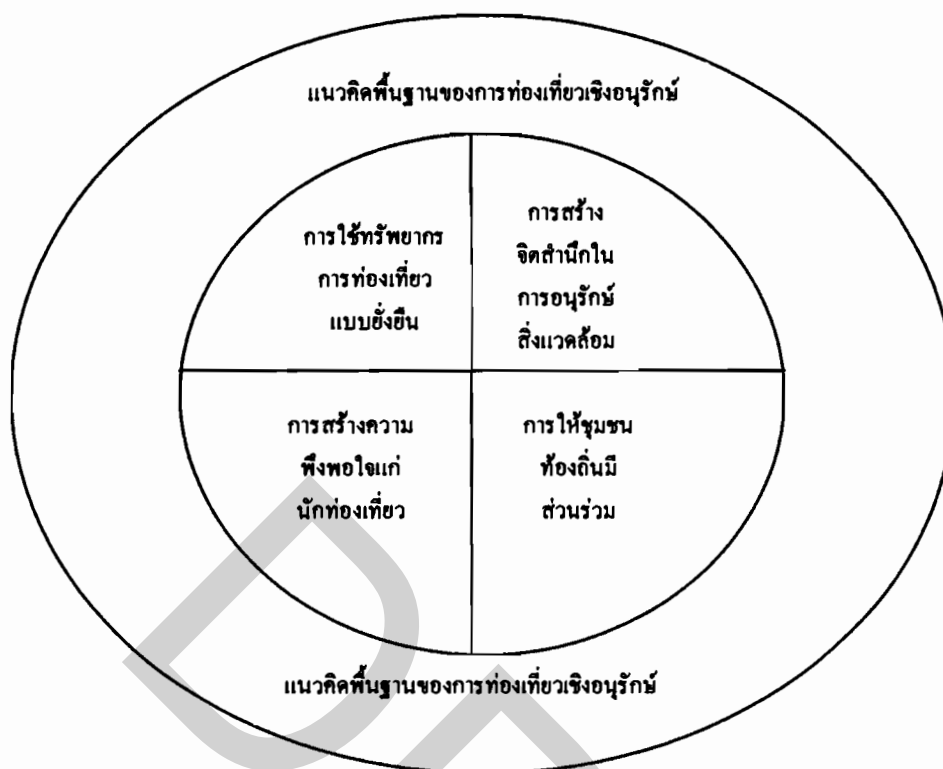 แนวคิดพื้นฐานของการท่องเที่ยวเชิงอนุรักษ์
การใช้ทรัพยากร
การท่องเที่ยว
แบบยั่งยืน
การสร้าง
จิตสำนึกใน
การอนุรักษ์
สิ่งแวดล้อม
การสร้างความ
พึงพอใจแก่
นักท่องเที่ยว
การให้ชุมชน
ท้องถิ่นมี
ส่วนร่วม
แนวคิดพื้นฐานของการท่องเที่ยวเชิงอนุรักษ์